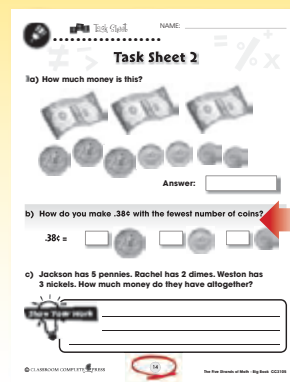 Task Sheet
NAME:
Task Sheet 2
a) How much money is this?
Answer:
b) How do you make .38¢ with the fewest number of coins?
.38¢ =
c) Jackson has 5 pennies. Rachel has 2 dimes. Weston has
3 nickels. How much money do they have altogether?
Show Your Work
© CLASSROOM COMPLETE PRESS
14
The Five Strands of Math - Big Book CC3106